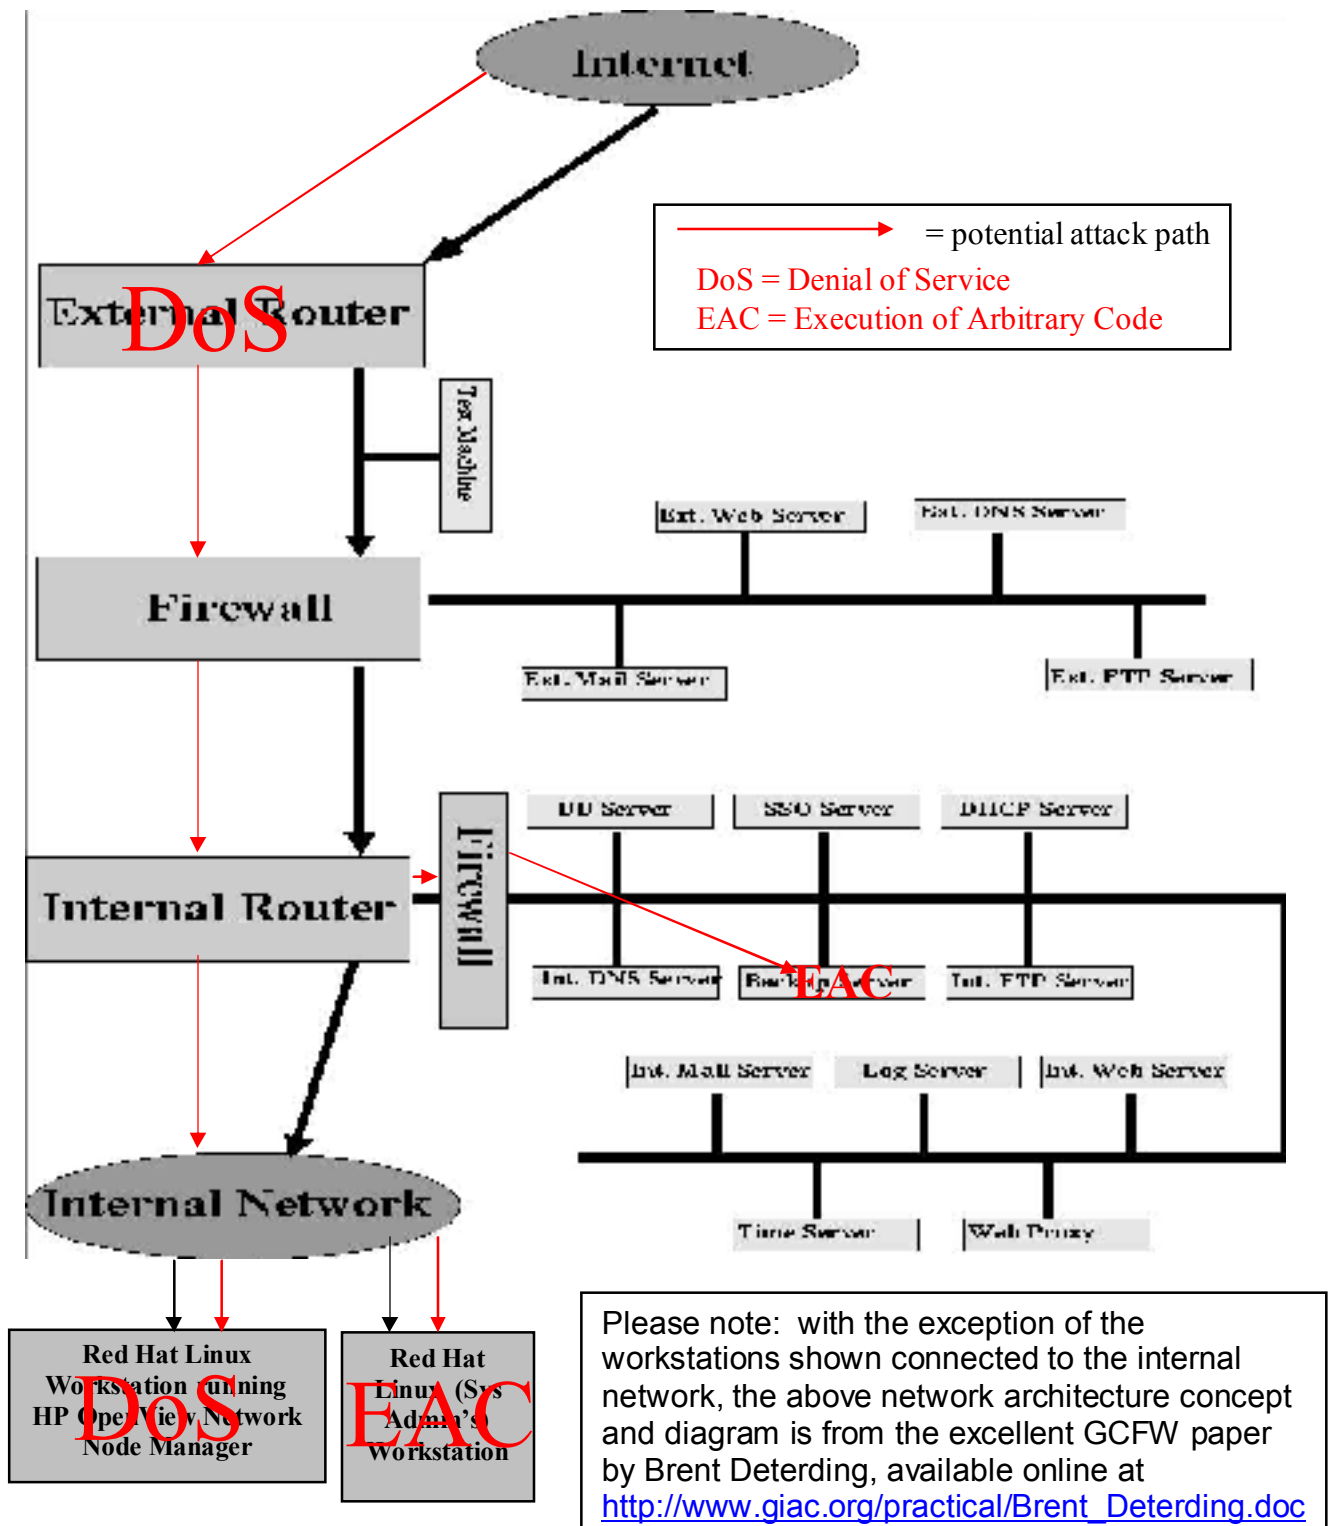 Internet
= potential attack path
DoS = Denial of Service
EAC = Execution of Arbitrary Code
External Router
DoS
Test Machine
Ext. Web Server
Ext. DNS Server
Firewall
Ext. Mail Server
Ext. FTP Server
Firewall
DB Server
SSO Server
DHCP Server
Internal Router
Int. DNS Server
Backup Server
EAC
Int. FTP Server
Int. Mail Server
Log Server
Int. Web Server
Internal Network
Time Server
Web Proxy
Red Hat Linux
Workstation running
HP OpenView Network
Node Manager
DoS
Red Hat
Linux (Sys
Admin's)
Workstation
EAC
Please note:  with the exception of the
workstations shown connected to the internal
network, the above network architecture concept
and diagram is from the excellent GCFW paper
by Brent Deterding, available online at
http://www.giac.org/practical/Brent_Deterding.doc